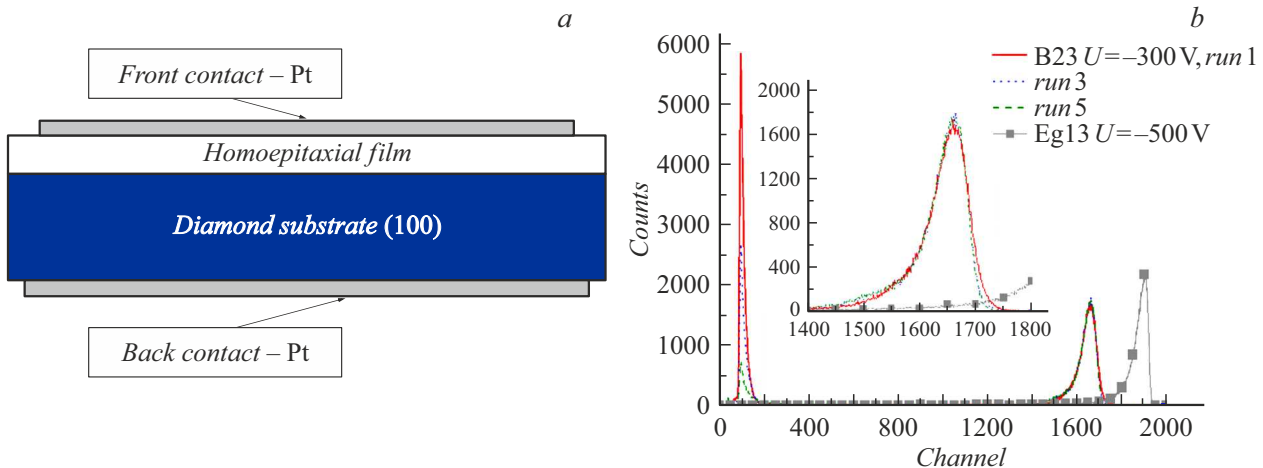 a
Front contact – Pt
Homoepitaxial film
Diamond substrate (100)
Back contact – Pt
b
6000
5000
4000
3000
2000
1000
0
Counts
B23 U=–300 V, run 1
run 3
run 5
Eg13 U=–500 V
2000
1600
1200
800
400
0
1400 1500 1600 1700 1800
0 400 800 1200 1600 2000
Channel